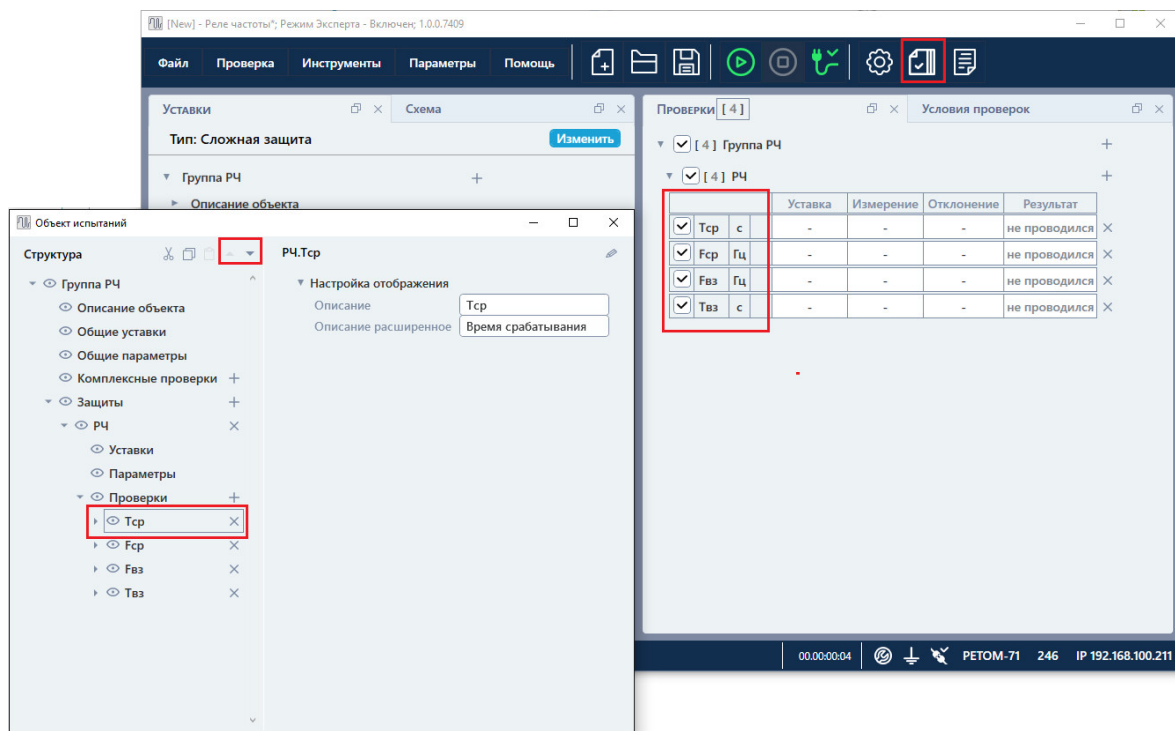 [New] - Реле частоты*; Режим Эксперта - Включен; 1.0.0.7409
Файл Проверка Инструменты Параметры Помощь
Уставки Схема
Тип: Сложная защита Изменить
Группа РЧ
Описание объекта
Проверки [ 4 ] Условия проверок
[ 4 ] Группа РЧ
[ 4 ] РЧ
Уставка Измерение Отклонение Результат
Тср с - - - не проводился
Fср Гц - - - не проводился
Fвз Гц - - - не проводился
Твз с - - - не проводился
Объект испытаний
Структура
Группа РЧ
Описание объекта
Общие уставки
Общие параметры
Комплексные проверки
Защиты
РЧ
Уставки
Параметры
Проверки
Тср
Fср
Fвз
Твз
РЧ.Тср
Настройка отображения
Описание Тср
Описание расширенное Время срабатывания
00.00:00:04 РЕТОМ-71 246 IP 192.168.100.211